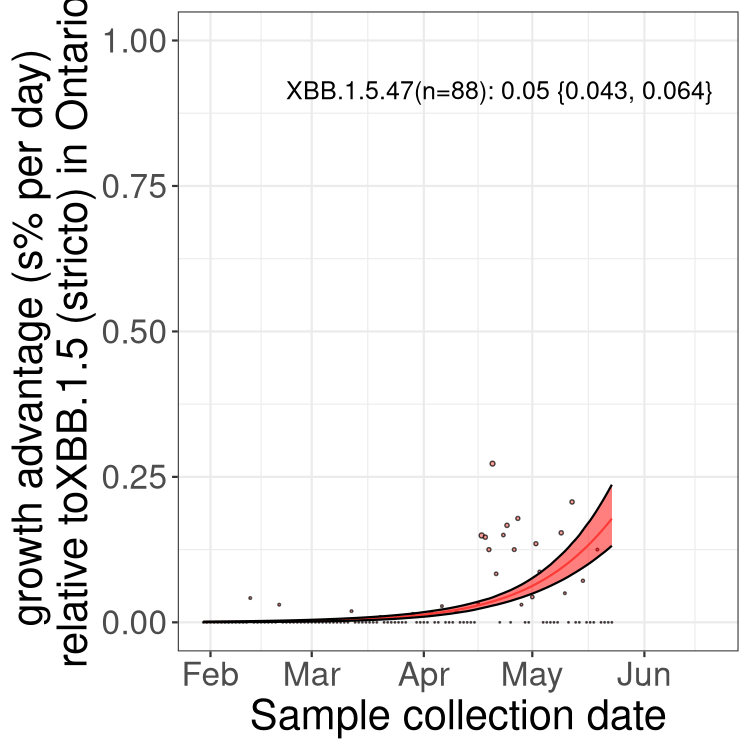 growth advantage (s% per day)
relative toXBB.1.5 (stricto) in Ontario
1.00
0.75
0.50
0.25
0.00
XBB.1.5.47(n=88): 0.05 {0.043, 0.064}
Feb Mar Apr May Jun
Sample collection date